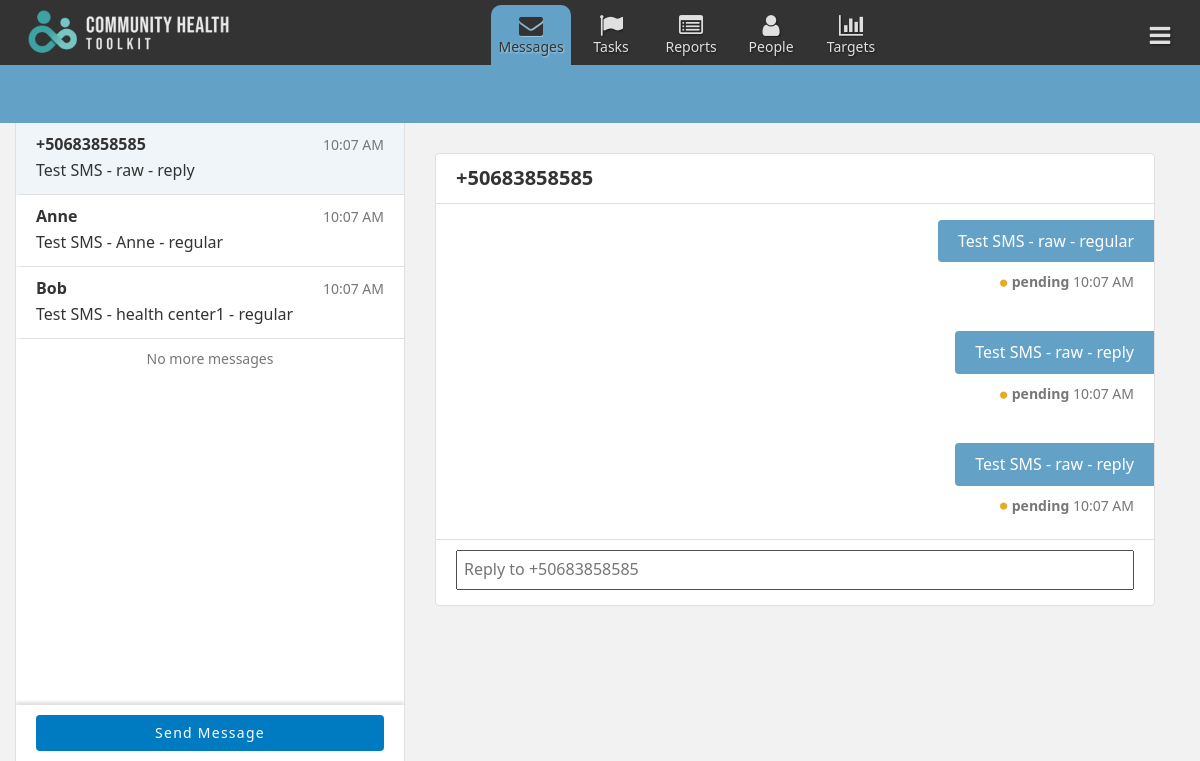 COMMUNITY HEALTH
TOOLKIT
Messages
Tasks
Reports
People
Targets
+50683858585
10:07 AM
Test SMS - raw - reply
Anne
10:07 AM
Test SMS - Anne - regular
Bob
10:07 AM
Test SMS - health center1 - regular
No more messages
Send Message
+50683858585
Test SMS - raw - regular
pending 10:07 AM
Test SMS - raw - reply
pending 10:07 AM
Test SMS - raw - reply
pending 10:07 AM
Reply to +50683858585